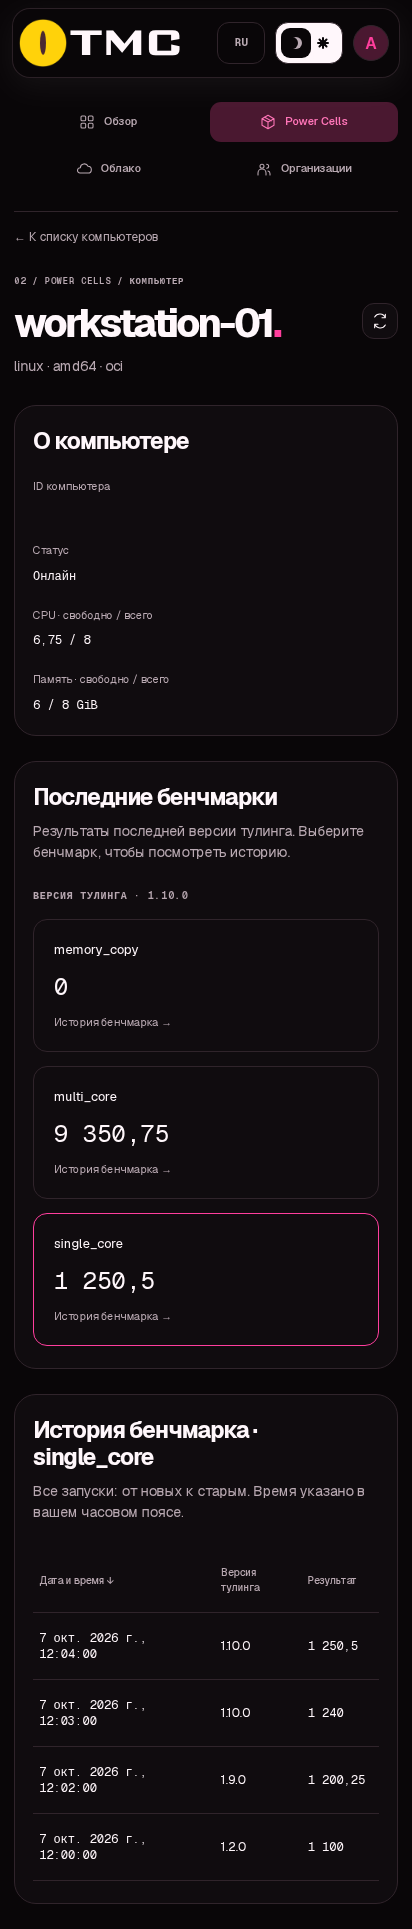 TMC
RU
A
Обзор
Power Cells
Облако
Организации
← К списку компьютеров
02 / POWER CELLS / КОМПЬЮТЕР
workstation-01.
linux · amd64 · oci
О компьютере
ID компьютера
Статус
Онлайн
CPU · свободно / всего
6,75 / 8
Память · свободно / всего
6 / 8 GiB
Последние бенчмарки
Результаты последней версии тулинга. Выберите
бенчмарк, чтобы посмотреть историю.
ВЕРСИЯ ТУЛИНГА · 1.10.0
memory_copy
0
История бенчмарка →
multi_core
9 350,75
История бенчмарка →
single_core
1 250,5
История бенчмарка →
История бенчмарка ·
single_core
Все запуски: от новых к старым. Время указано в
вашем часовом поясе.
Дата и время ↓
Версия
тулинга
Результат
7 окт. 2026 г.,
12:04:00
1.10.0
1 250,5
7 окт. 2026 г.,
12:03:00
1.10.0
1 240
7 окт. 2026 г.,
12:02:00
1.9.0
1 200,25
7 окт. 2026 г.,
12:00:00
1.2.0
1 100